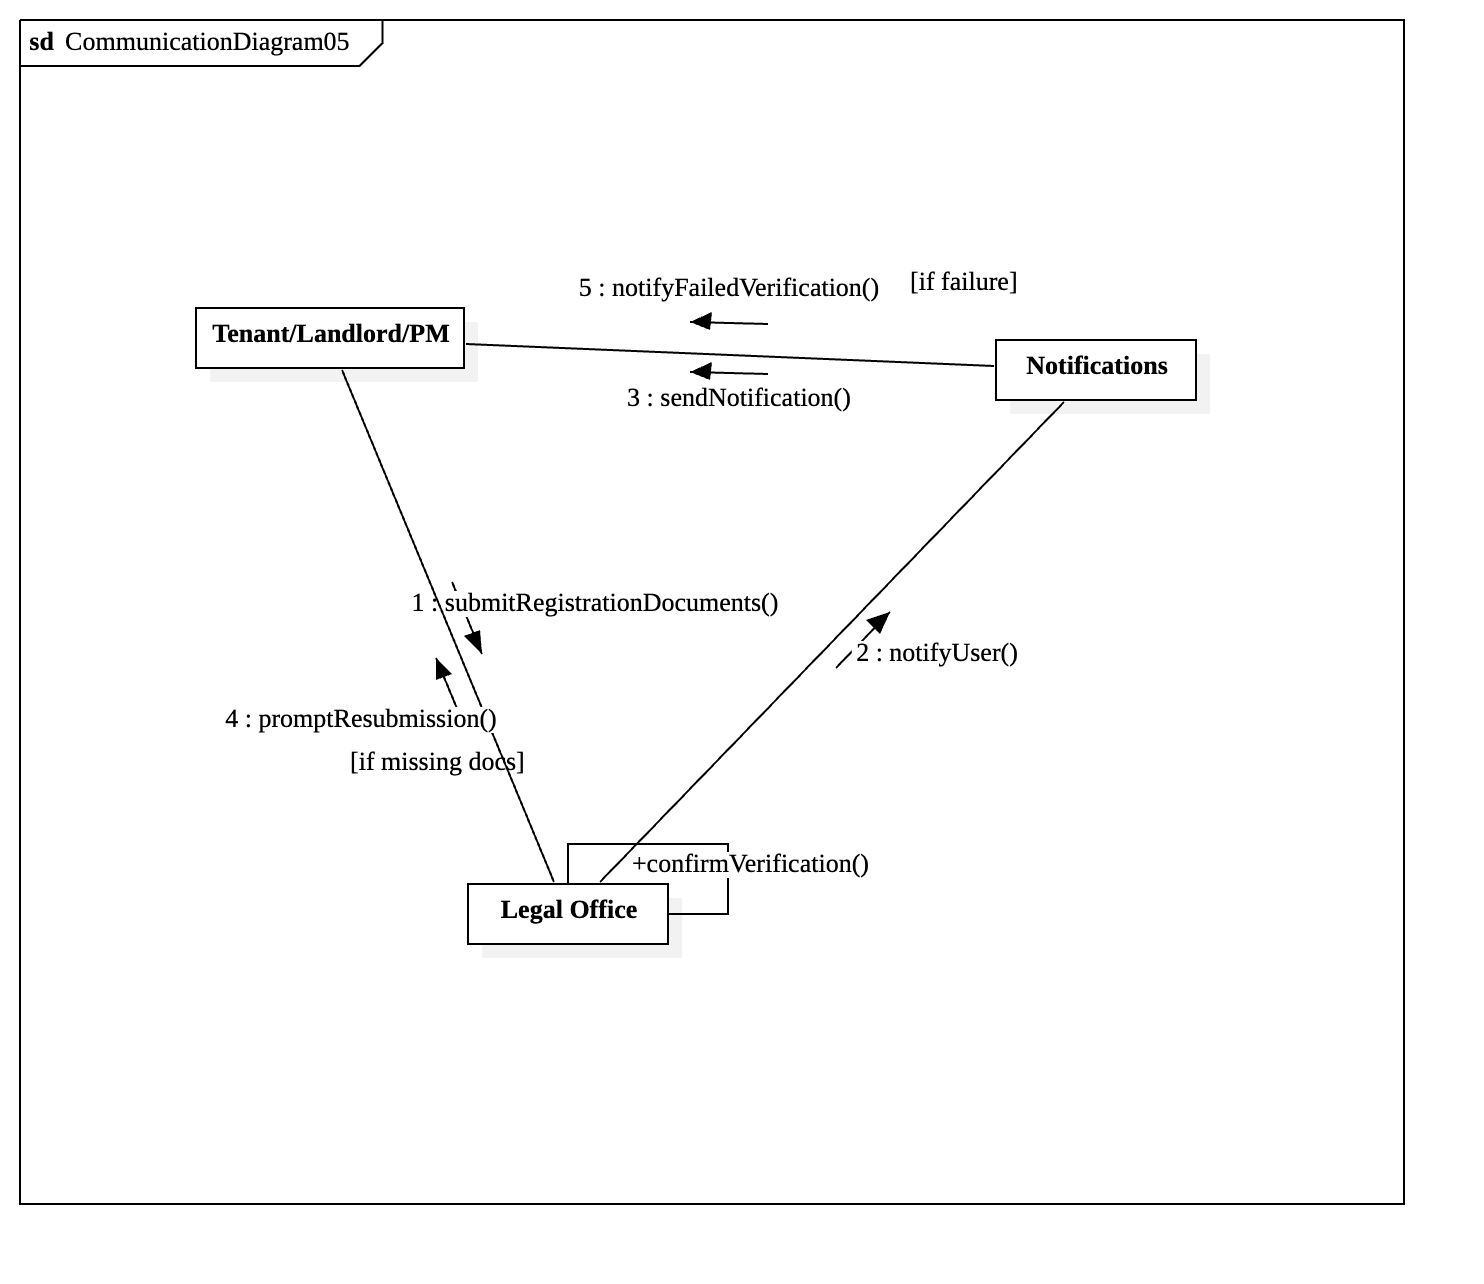 sd CommunicationDiagram05
5 : notifyFailedVerification() [if failure]
Tenant/Landlord/PM
Notifications
3 : sendNotification()
1 : submitRegistrationDocuments()
2 : notifyUser()
4 : promptResubmission()
[if missing docs]
+confirmVerification()
Legal Office